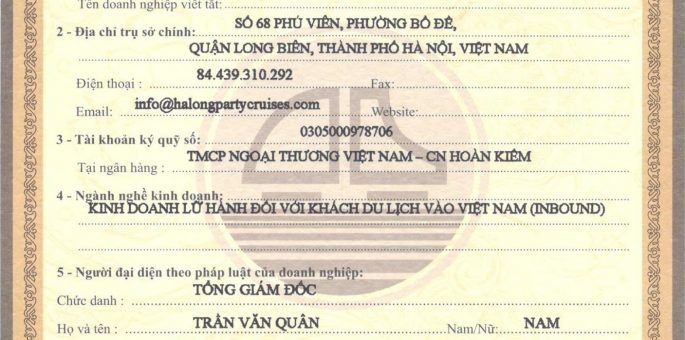 Tên doanh nghiệp viết tắt:
SỐ 68 PHÚ VIÊN, PHƯỜNG BỒ ĐỀ,
2 - Địa chỉ trụ sở chính:
QUẬN LONG BIÊN, THÀNH PHỐ HÀ NỘI, VIỆT NAM
Điện thoại : 84.439.310.292 Fax:
Email: info@halongpartycruises.com Website:
3 - Tài khoản ký quỹ số: 0305000978706
Tại ngân hàng : TMCP NGOẠI THƯƠNG VIỆT NAM – CN HOÀN KIẾM
4 - Ngành nghề kinh doanh:
KINH DOANH LỮ HÀNH ĐỐI VỚI KHÁCH DU LỊCH VÀO VIỆT NAM (INBOUND)
5 - Người đại diện theo pháp luật của doanh nghiệp:
Chức danh : TỔNG GIÁM ĐỐC
Họ và tên : TRẦN VĂN QUÂN Nam/Nữ: NAM